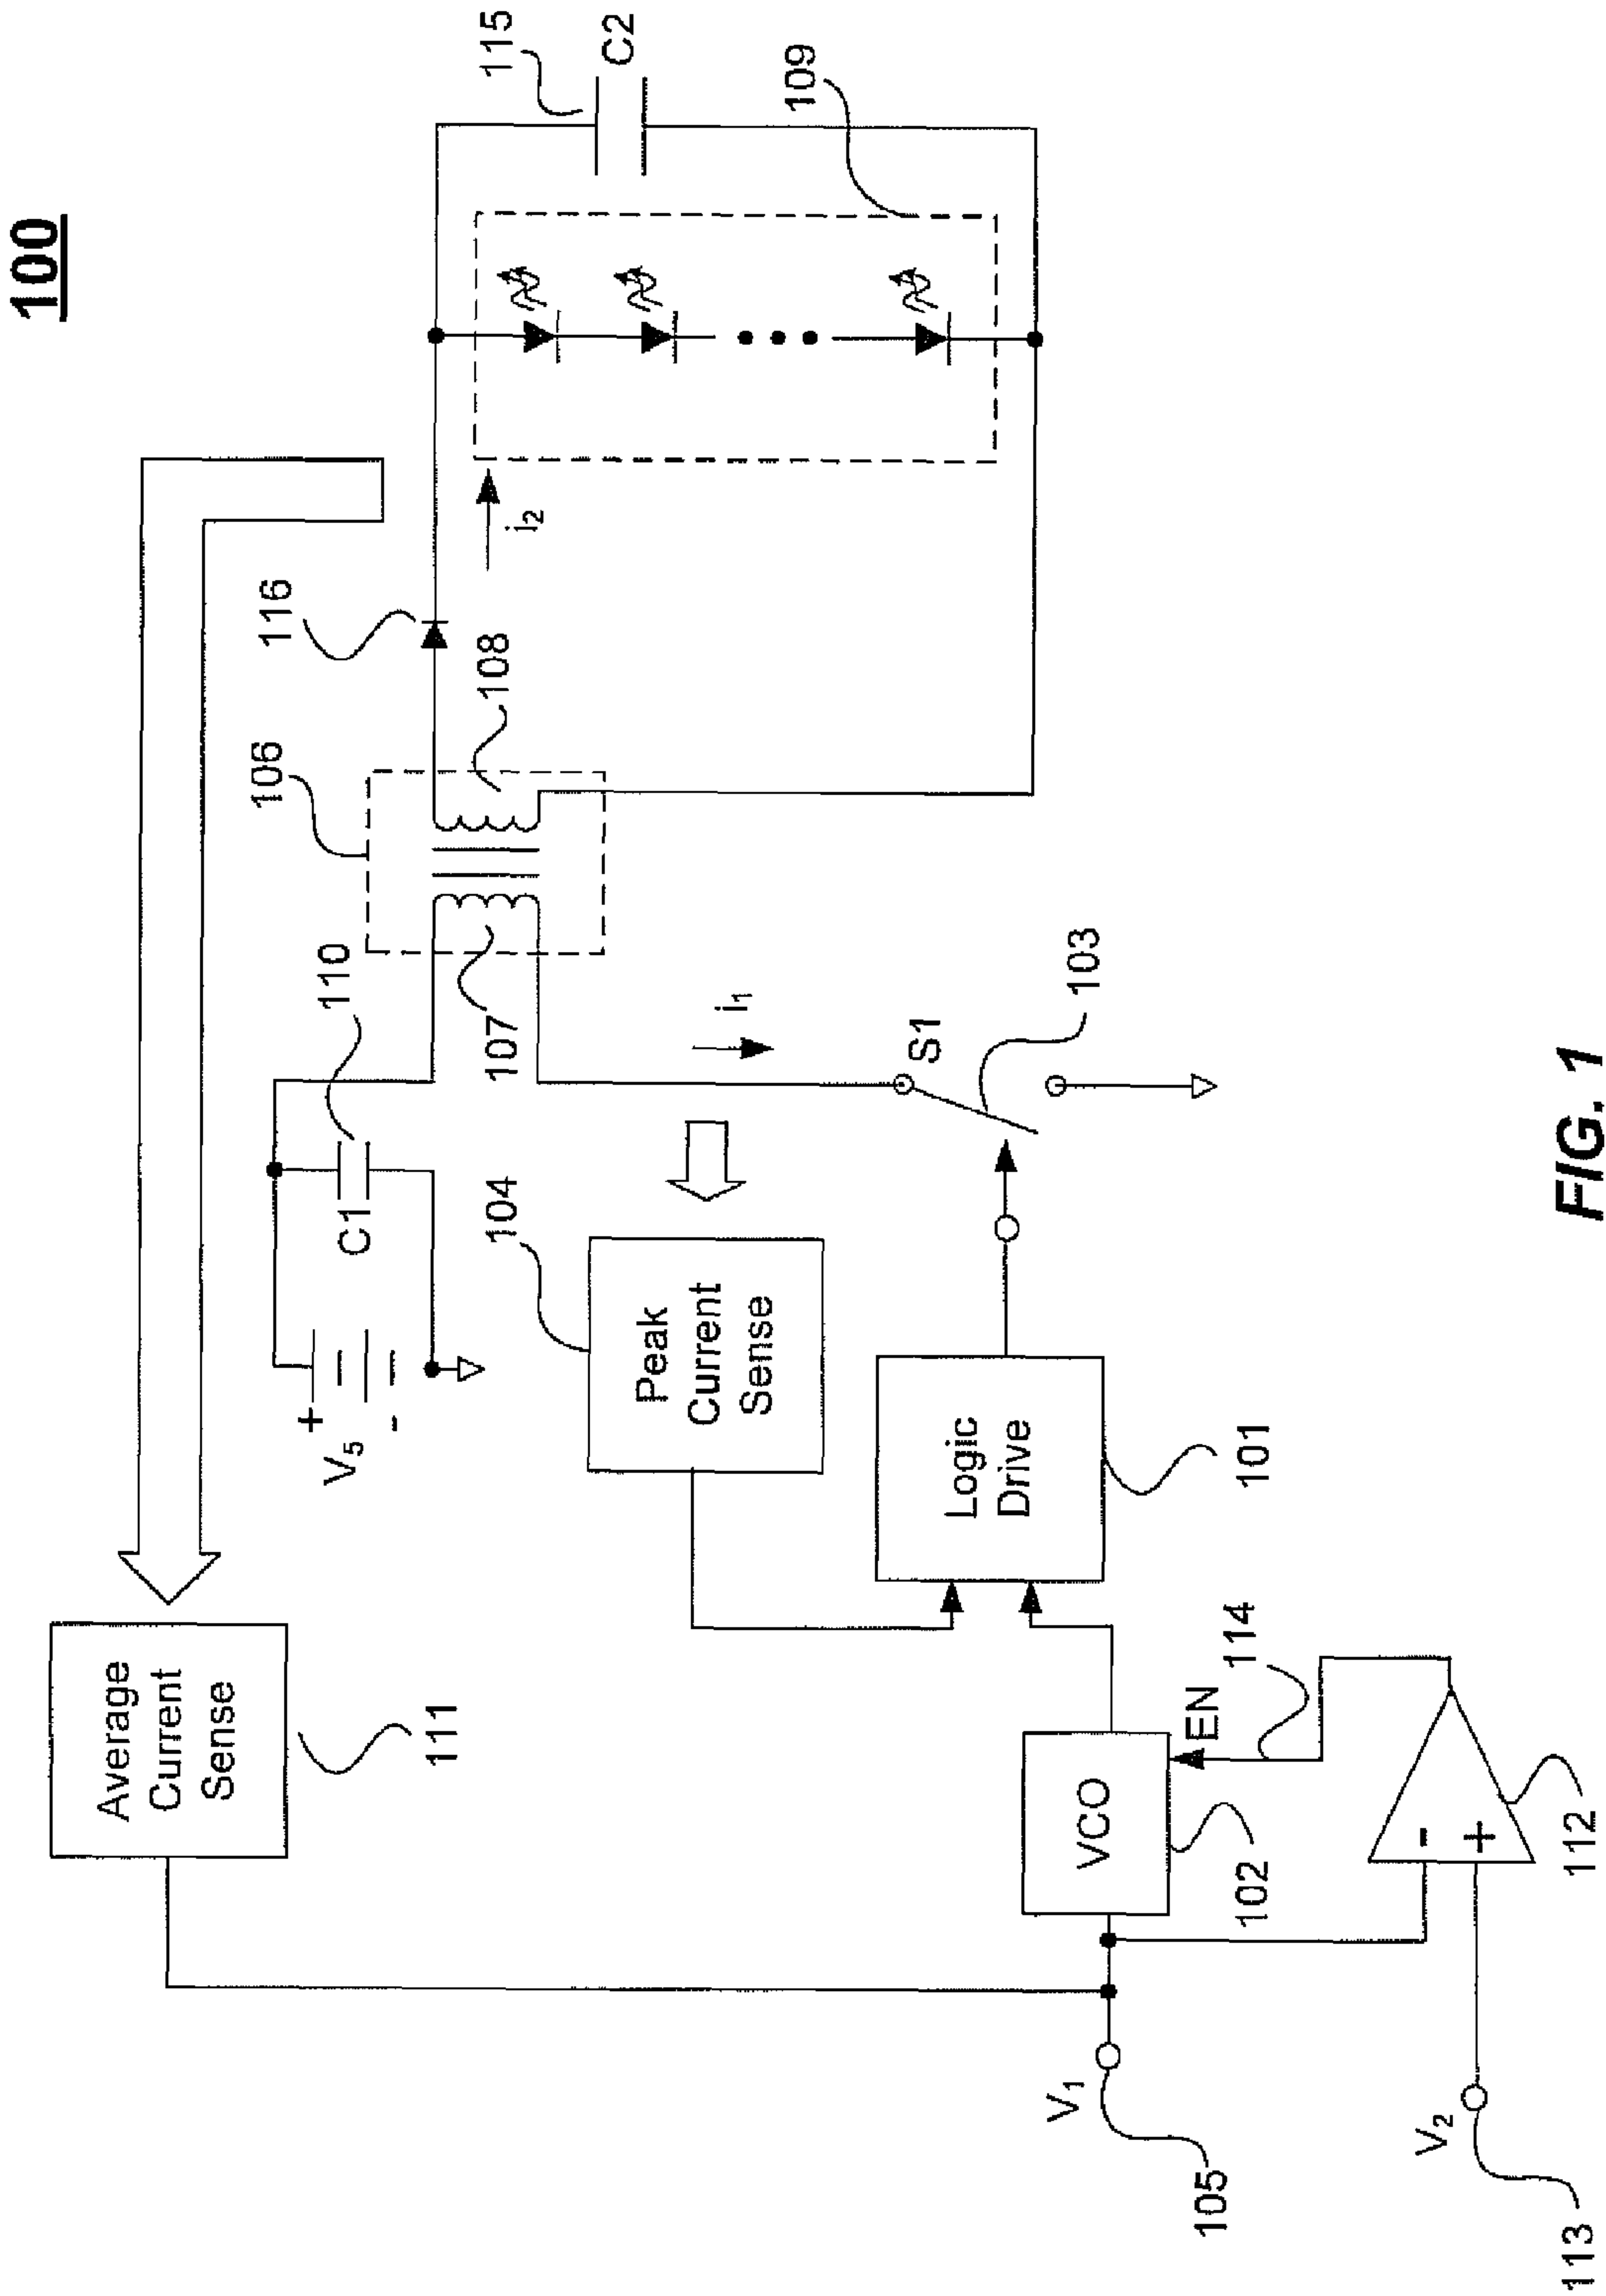 100
115
C2
109
116
i2
106
108
110
107
C1
+
V5
-
i1
S1
103
104
Peak
Current
Sense
Logic
Drive
101
Average
Current
Sense
111
114
EN
VCO
102
-
+
112
V1
105
V2
113
FIG. 1